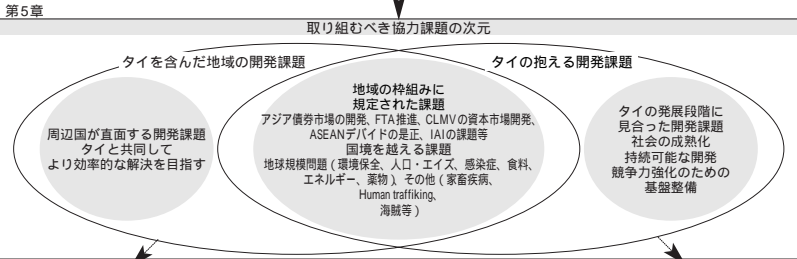 第5章
取り組むべき協力課題の次元
タイを含んだ地域の開発課題
タイの抱える開発課題
周辺国が直面する開発課題
タイと共同して
より効率的な解決を目指す
地域の枠組みに
規定された課題
アジア債券市場の開発、FTA推進、CLMVの資本市場開発、
ASEANデバイドの是正、IAIの課題等
国境を越える課題
地球規模問題(環境保全、人口・エイズ、感染症、食料、
エネルギー、薬物)、その他(家畜疾病、
Human traffiking、
海賊等)
タイの発展段階に
見合った開発課題
社会の成熟化
持続可能な開発
競争力強化のための
基盤整備